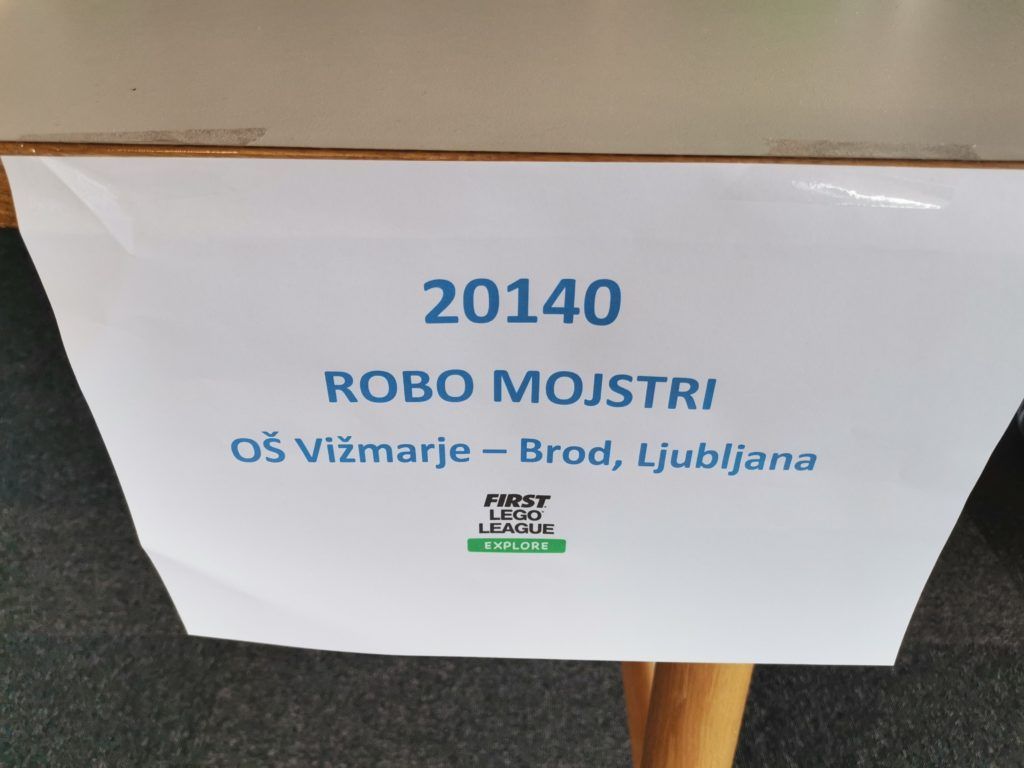 20140
ROBO MOJSTRI
OŠ Vižmarje – Brod, Ljubljana
FIRST
LEGO
LEAGUE
EXPLORE